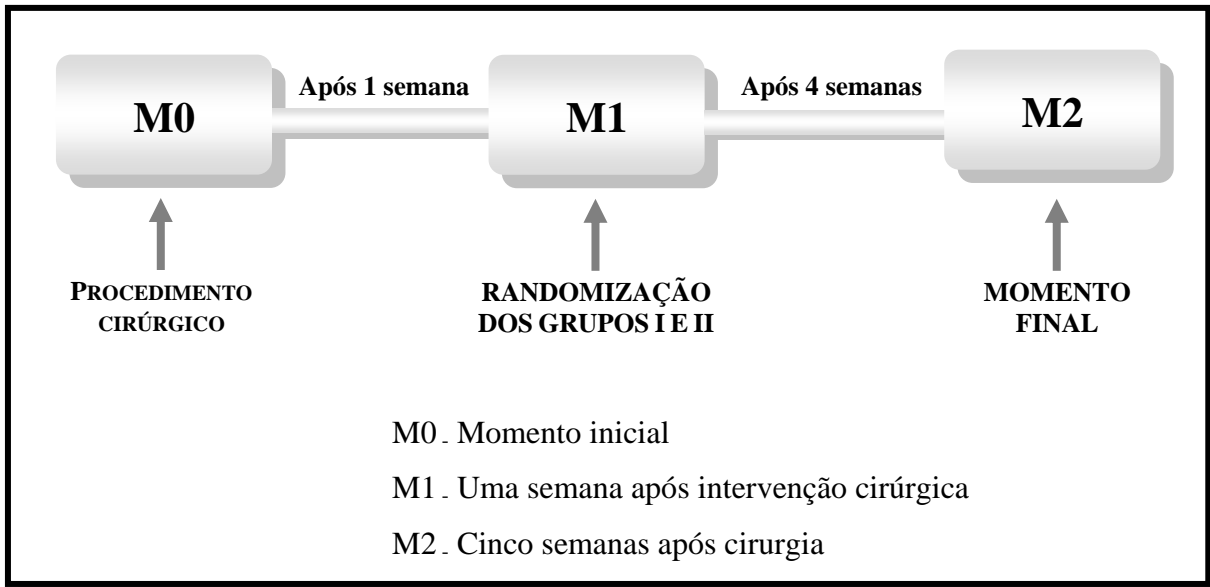 Após 1 semana
Após 4 semanas
M0
M1
M2
PROCEDIMENTO
CIRÚRGICO
RANDOMIZAÇÃO
DOS GRUPOS I E II
MOMENTO
FINAL
M0 - Momento inicial
M1 - Uma semana após intervenção cirúrgica
M2 - Cinco semanas após cirurgia